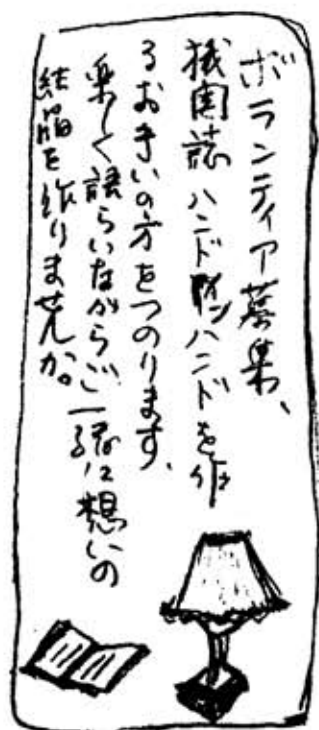 ボランティア募集、
機関誌ハンドインハンドを作
るお手いの方をつのります、
楽しく語らいながらご一緒に想いの
結晶を作りませんか。